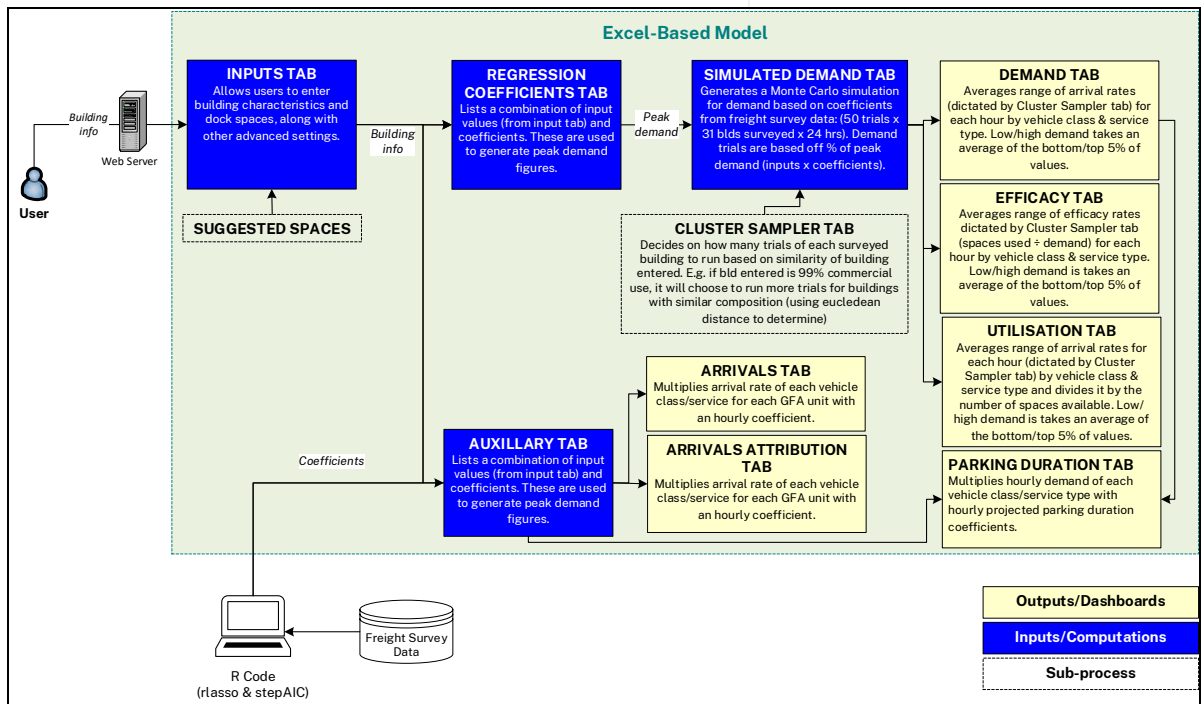 Excel-Based Model
User
Building
info
Web Server
INPUTS TAB
Allows users to enter
building characteristics and
dock spaces, along with
other advanced settings.
SUGGESTED SPACES
Building
info
REGRESSION
COEFFICIENTS TAB
Lists a combination of input
values (from input tab) and
coefficients. These are used
to generate peak demand
figures.
Peak
demand
SIMULATED DEMAND TAB
Generates a Monte Carlo simulation
for demand based on coefficients
from freight survey data: (50 trials x
31 blds surveyed x 24 hrs). Demand
trials are based off % of peak
demand (inputs x coefficients).
CLUSTER SAMPLER TAB
Decides on how many trials of each surveyed
building to run based on similarity of building
entered. E.g. if bld entered is 99% commercial
use, it will choose to run more trials for buildings
with similar composition (using eucledean
distance to determine)
DEMAND TAB
Averages range of arrival rates
(dictated by Cluster Sampler tab) for
each hour by vehicle class & service
type. Low/high demand takes an
average of the bottom/top 5% of
values.
EFFICACY TAB
Averages range of efficacy rates
dictated by Cluster Sampler tab
(spaces used ÷ demand) for each
hour by vehicle class & service type.
Low/high demand is takes an
average of the bottom/top 5% of
values.
UTILISATION TAB
Averages range of arrival rates for
each hour (dictated by Cluster
Sampler tab) by vehicle class &
service type and divides it by the
number of spaces available. Low/
high demand is takes an average of
the bottom/top 5% of values.
ARRIVALS TAB
Multiplies arrival rate of each vehicle
class/service for each GFA unit with
an hourly coefficient.
Coefficients
AUXILLARY TAB
Lists a combination of input
values (from input tab) and
coefficients. These are used
to generate peak demand
figures.
ARRIVALS ATTRIBUTION
TAB
Multiplies arrival rate of each vehicle
class/service for each GFA unit with
an hourly coefficient.
PARKING DURATION TAB
Multiplies hourly demand of
each vehicle class/service type with
hourly projected parking duration
coefficients.
R Code
(rlasso & stepAIC)
Freight Survey
Data
Outputs/Dashboards
Inputs/Computations
Sub-process